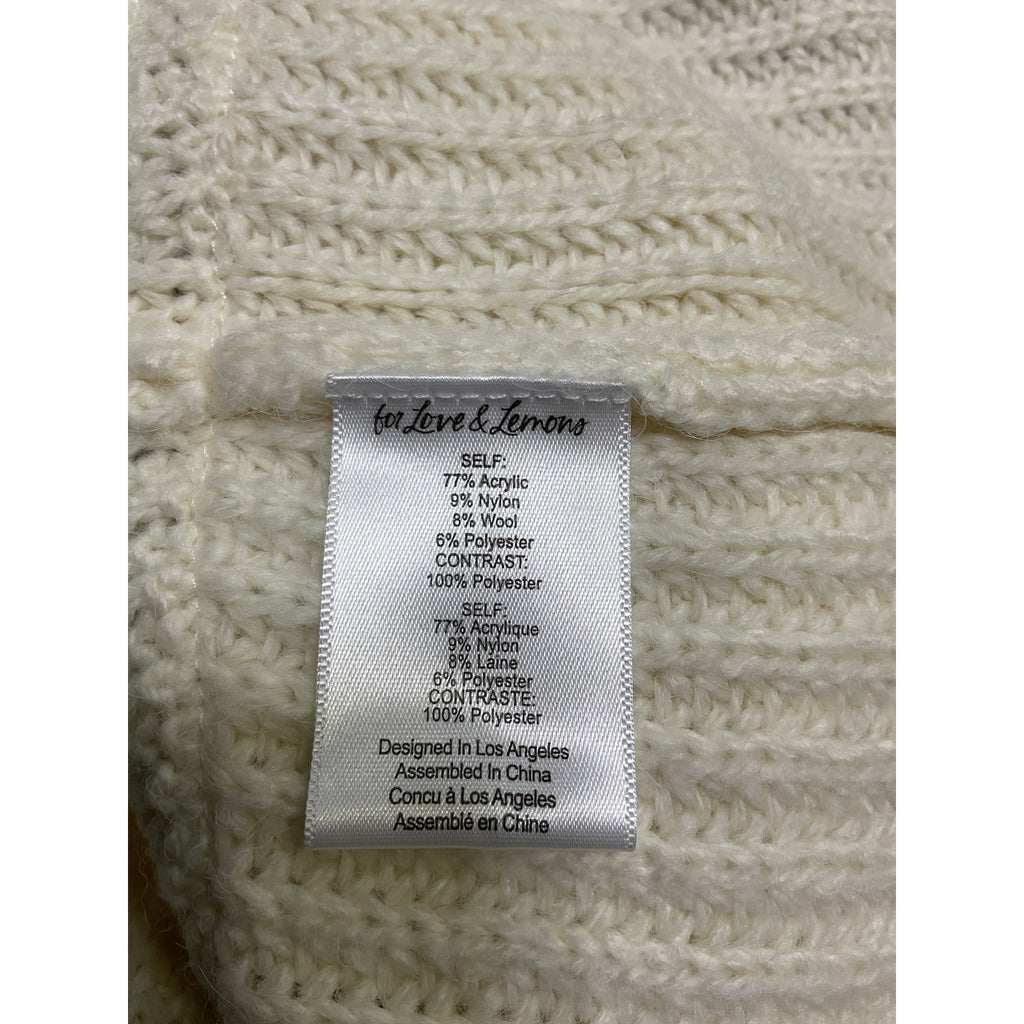 for Love & Lemons
SELF:
77% Acrylic
9% Nylon
8% Wool
6% Polyester
CONTRAST:
100% Polyester
SELF:
77% Acrylique
9% Nylon
8% Laine
6% Polyester
CONTRASTE:
100% Polyester
Designed In Los Angeles
Assembled In China
Concu à Los Angeles
Assemblé en Chine